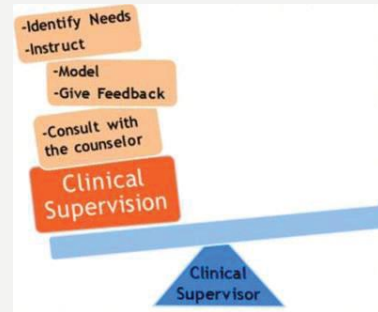 -Identify Needs
-Instruct
-Model
-Give Feedback
-Consult with
the counselor
Clinical
Supervision
Clinical
Supervisor